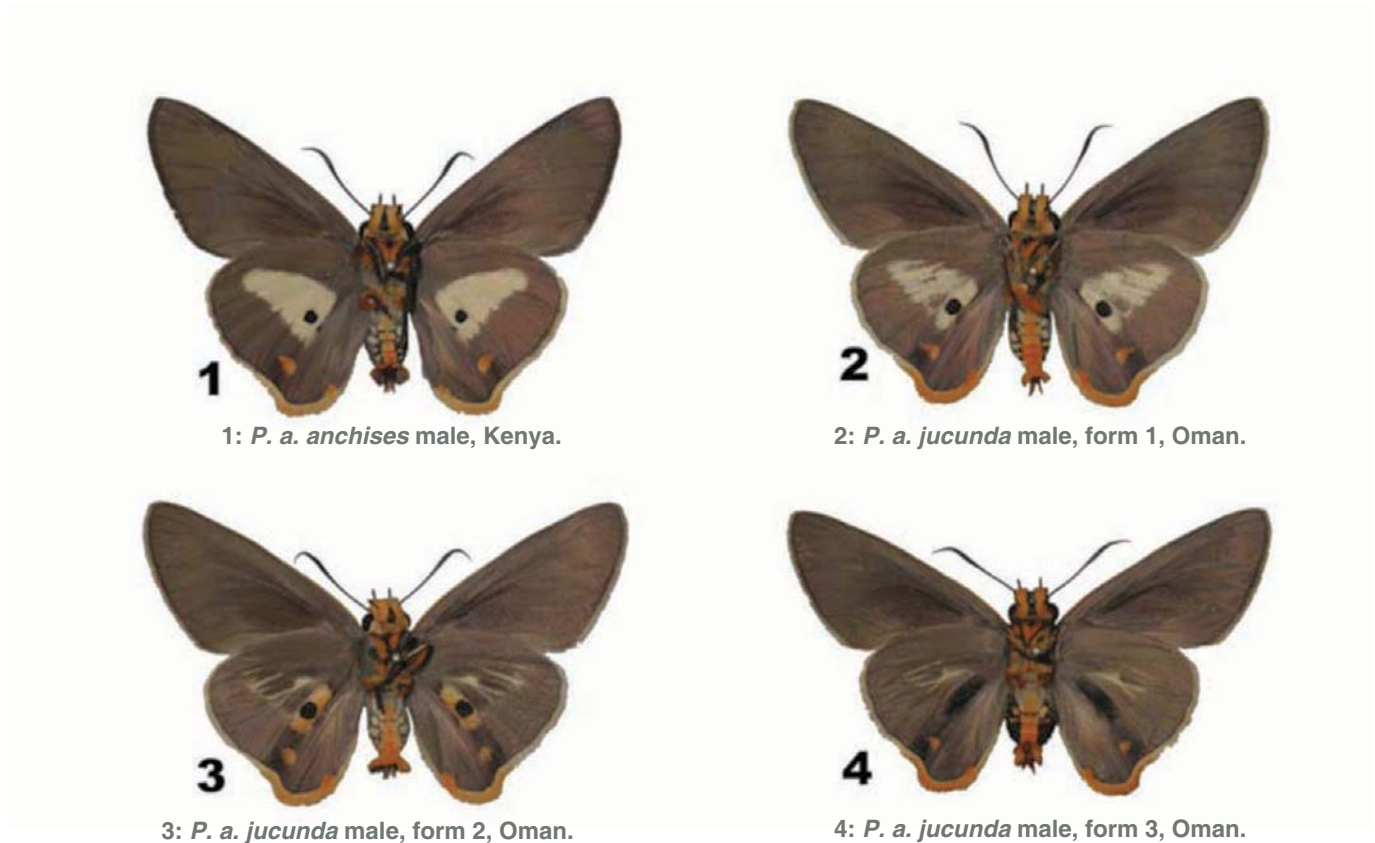 1
1: P. a. anchises male, Kenya.
2
2: P. a. jucunda male, form 1, Oman.
3
3: P. a. jucunda male, form 2, Oman.
4
4: P. a. jucunda male, form 3, Oman.